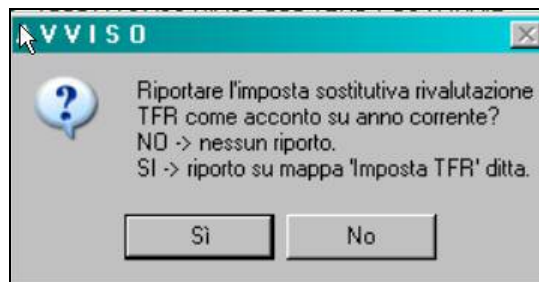 AVVISO
Riportare l'imposta sostitutiva rivalutazione
TFR come acconto su anno corrente?
NO -> nessun riporto.
SI -> riporto su mappa 'Imposta TFR' ditta.
Sì
No